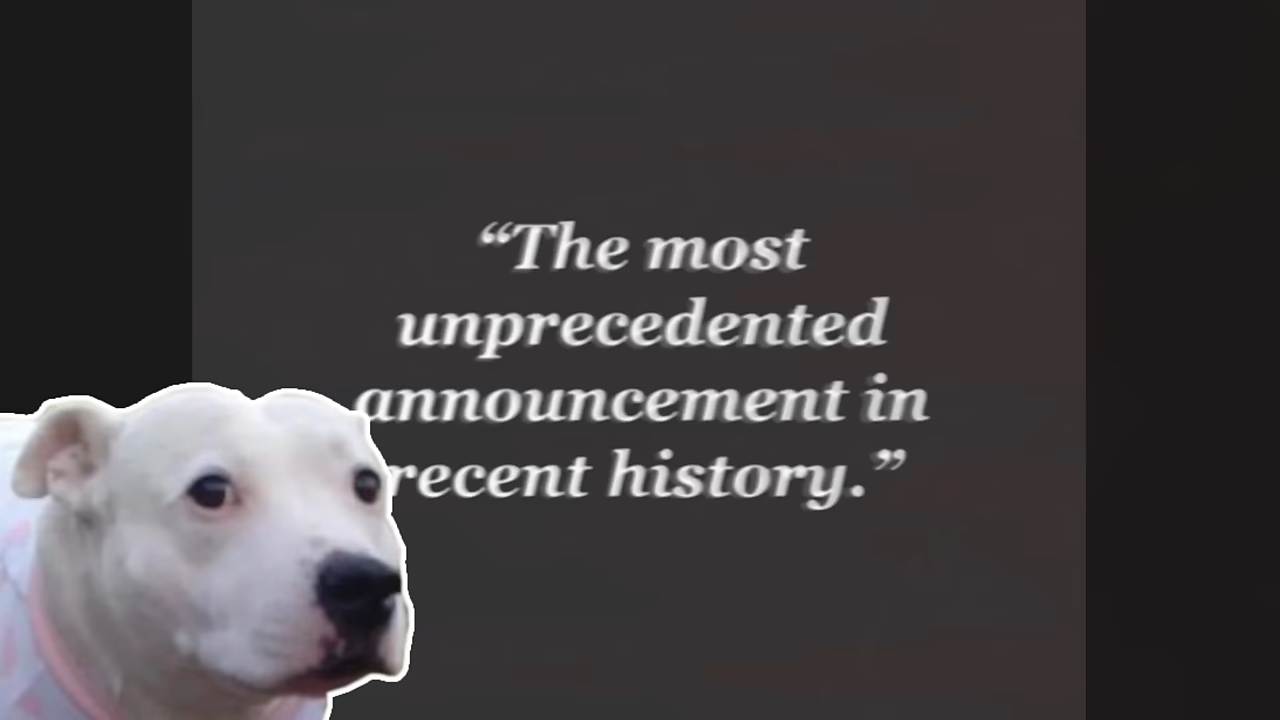 “The most
unprecedented
announcement in
recent history.”